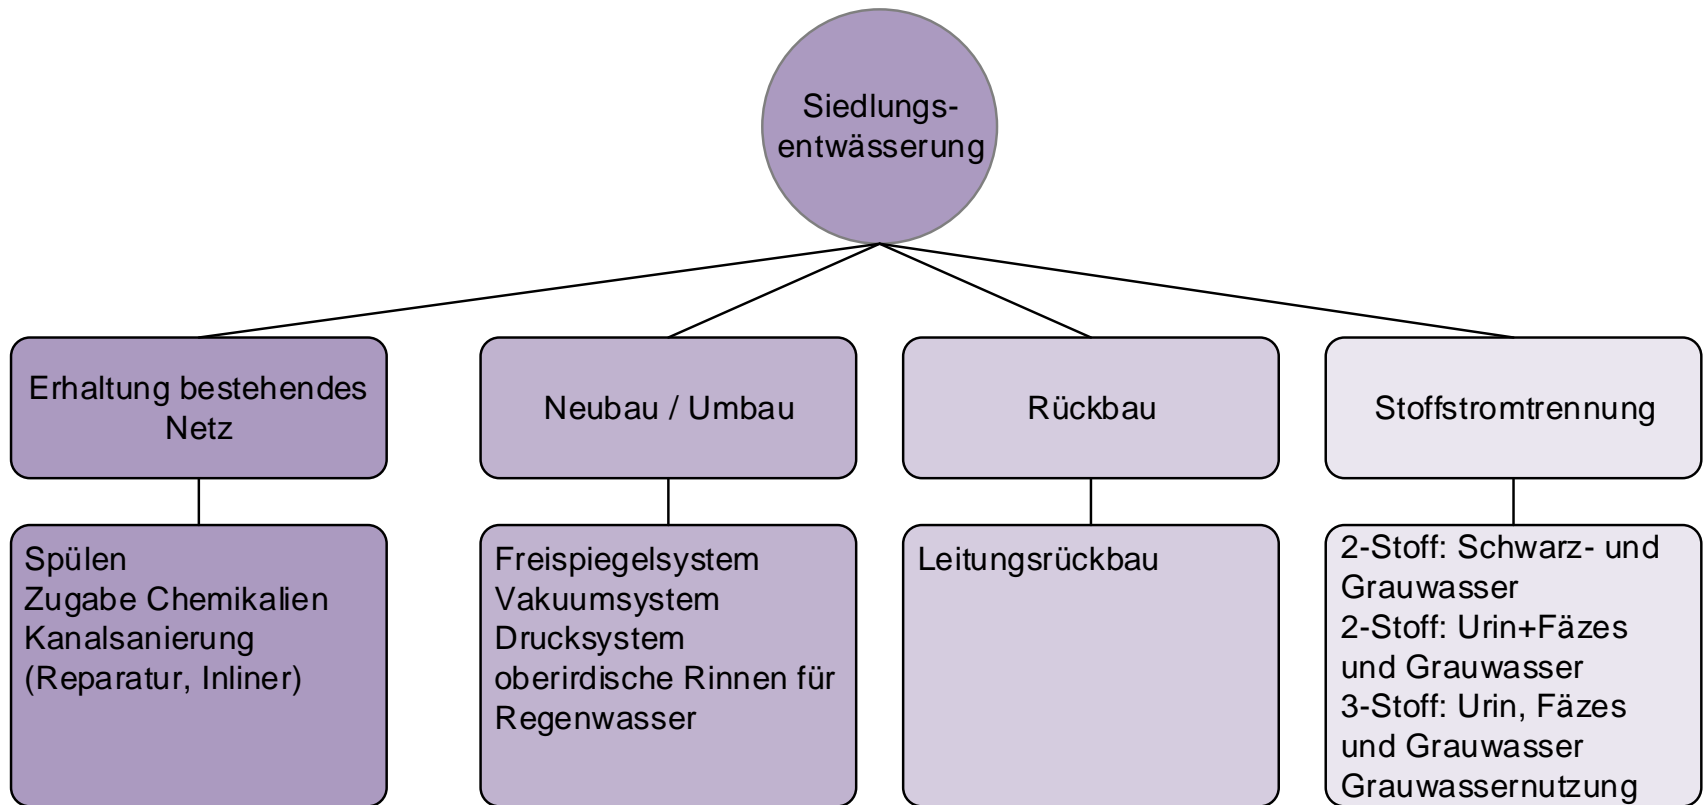 Siedlungs-
entwässerung
Erhaltung bestehendes
Netz
Neubau / Umbau
Rückbau
Stoffstromtrennung
Spülen
Zugabe Chemikalien
Kanalsanierung
(Reparatur, Inliner)
Freispiegelsystem
Vakuumsystem
Drucksystem
oberirdische Rinnen für
Regenwasser
Leitungsrückbau
2-Stoff: Schwarz- und
Grauwasser
2-Stoff: Urin+Fäzes
und Grauwasser
3-Stoff: Urin, Fäzes
und Grauwasser
Grauwassernutzung